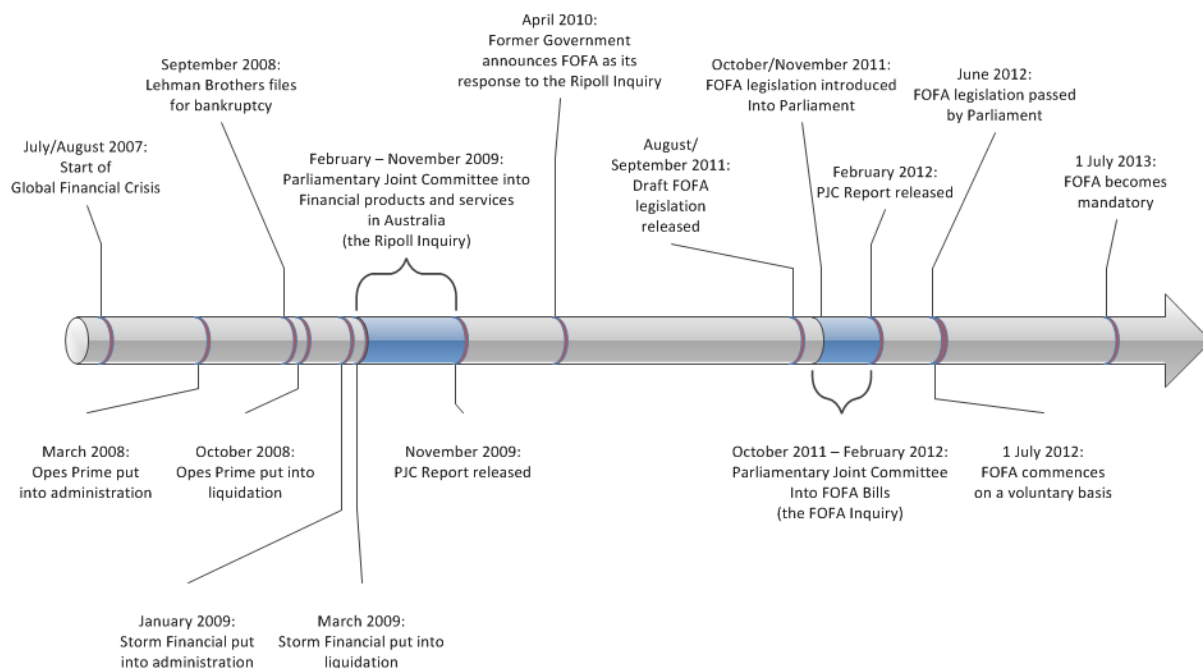 April 2010:
Former Government
announces FOFA as its
response to the Ripoll Inquiry
September 2008:
Lehman Brothers files
for bankruptcy
October/November 2011:
FOFA legislation introduced
Into Parliament
June 2012:
FOFA legislation passed
by Parliament
July/August 2007:
Start of
Global Financial Crisis
February – November 2009:
Parliamentary Joint Committee into
Financial products and services
in Australia
(the Ripoll Inquiry)
August/
September 2011:
Draft FOFA
legislation
released
February 2012:
PJC Report released
1 July 2013:
FOFA becomes
mandatory
March 2008:
Opes Prime put
into administration
October 2008:
Opes Prime put into
liquidation
November 2009:
PJC Report released
October 2011 – February 2012:
Parliamentary Joint Committee
Into FOFA Bills
(the FOFA Inquiry)
1 July 2012:
FOFA commences
on a voluntary basis
January 2009:
Storm Financial put
into administration
March 2009:
Storm Financial put into
liquidation